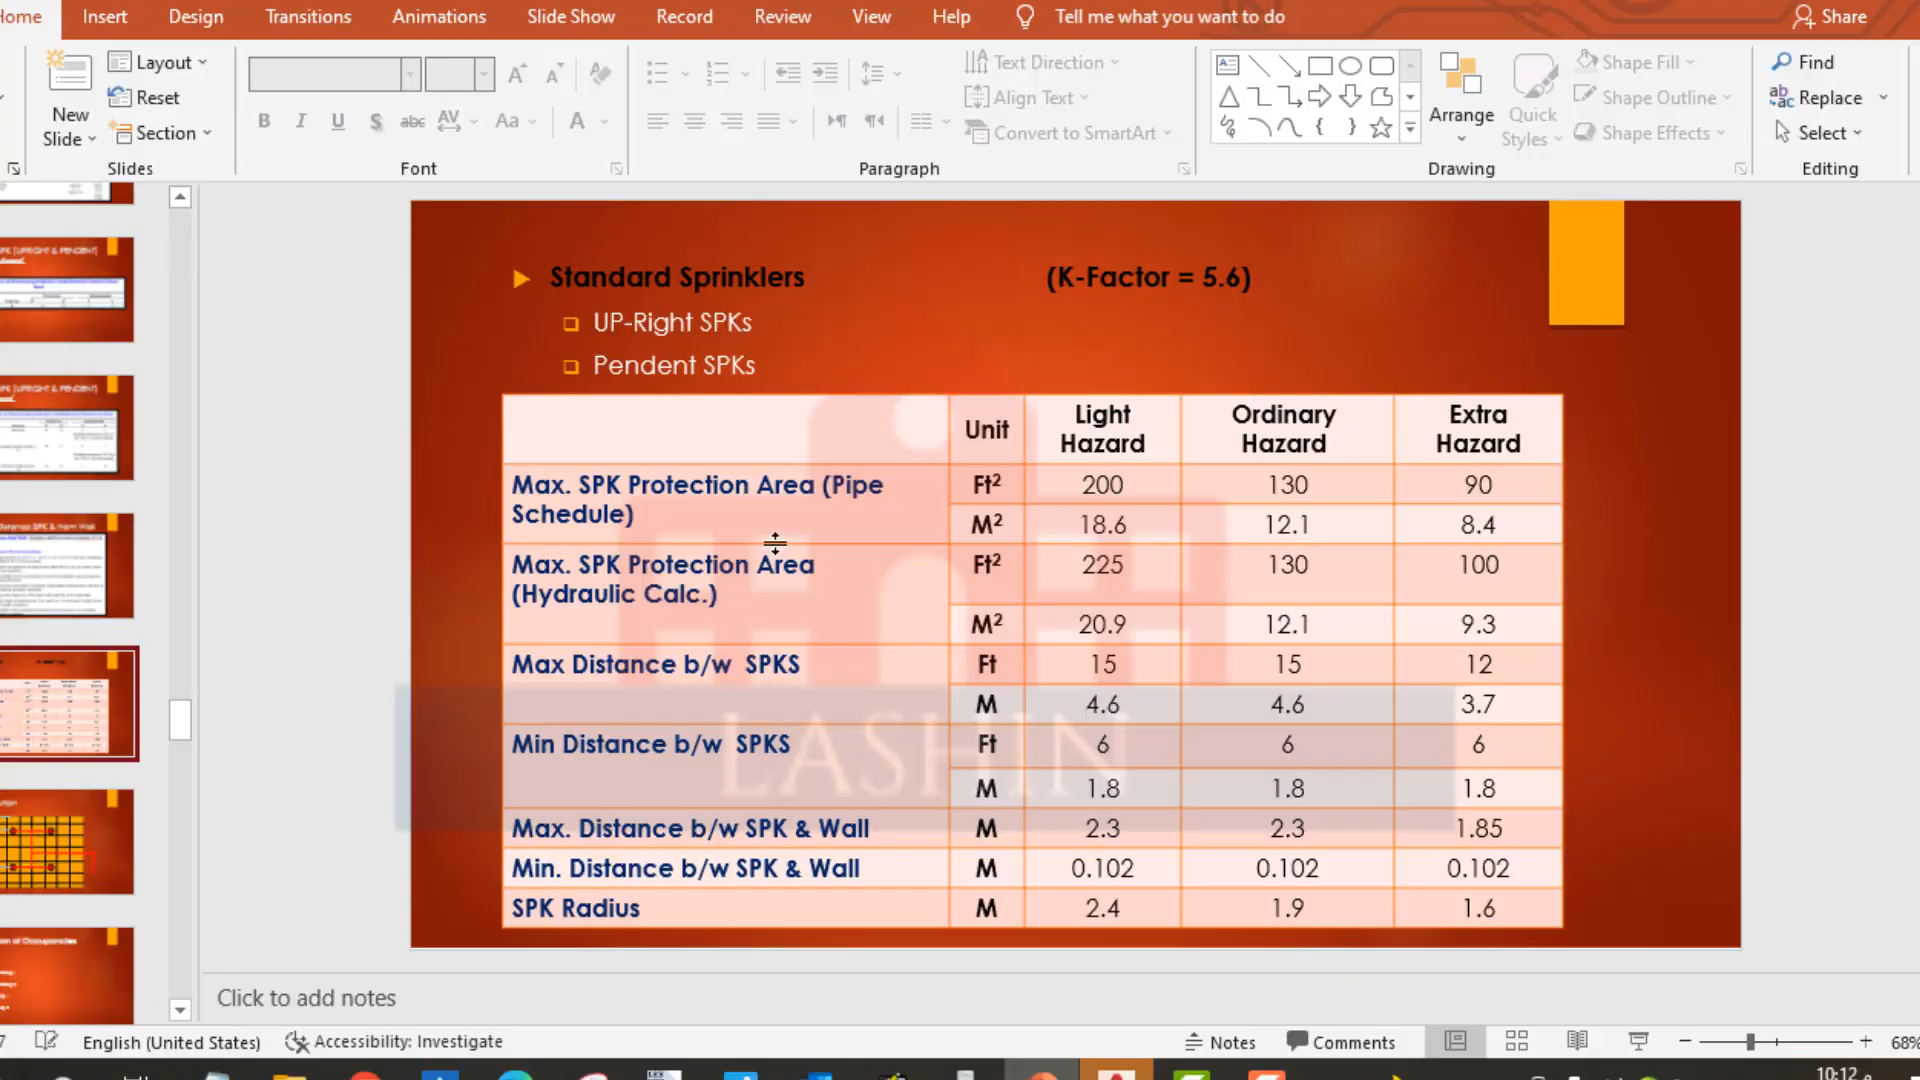 Home Insert Design Transitions Animations Slide Show Record Review View Help Tell me what you want to do Share
New Slide
Layout
Reset
Section
Slides
B I U S abc AV Aa A
Font
Paragraph
Text Direction
Align Text
Convert to SmartArt
Arrange
Quick Styles
Shape Fill
Shape Outline
Shape Effects
Drawing
Find
Replace
Select
Editing
Standard Sprinklers (K-Factor = 5.6)
UP-Right SPKs
Pendent SPKs
Unit Light Hazard Ordinary Hazard Extra Hazard
Max. SPK Protection Area (Pipe Schedule) Ft² 200 130 90
M² 18.6 12.1 8.4
Max. SPK Protection Area (Hydraulic Calc.) Ft² 225 130 100
M² 20.9 12.1 9.3
Max Distance b/w SPKS Ft 15 15 12
M 4.6 4.6 3.7
Min Distance b/w SPKS Ft 6 6 6
M 1.8 1.8 1.8
Max. Distance b/w SPK & Wall M 2.3 2.3 1.85
Min. Distance b/w SPK & Wall M 0.102 0.102 0.102
SPK Radius M 2.4 1.9 1.6
LASHIN
Click to add notes
English (United States) Accessibility: Investigate Notes Comments 68%
10:12